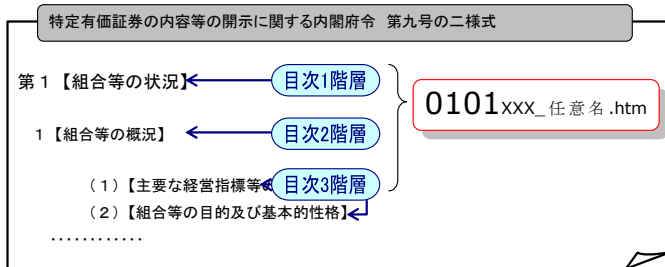 特定有価証券の内容等の開示に関する内閣府令 第九号の二様式
第1【組合等の状況】
目次1階層
0101xxx_任意名.htm
1【組合等の概況】
目次2階層
(1)【主要な経営指標等の
目次3階層
(2)【組合等の目的及び基本的性格】
‥‥‥‥‥‥